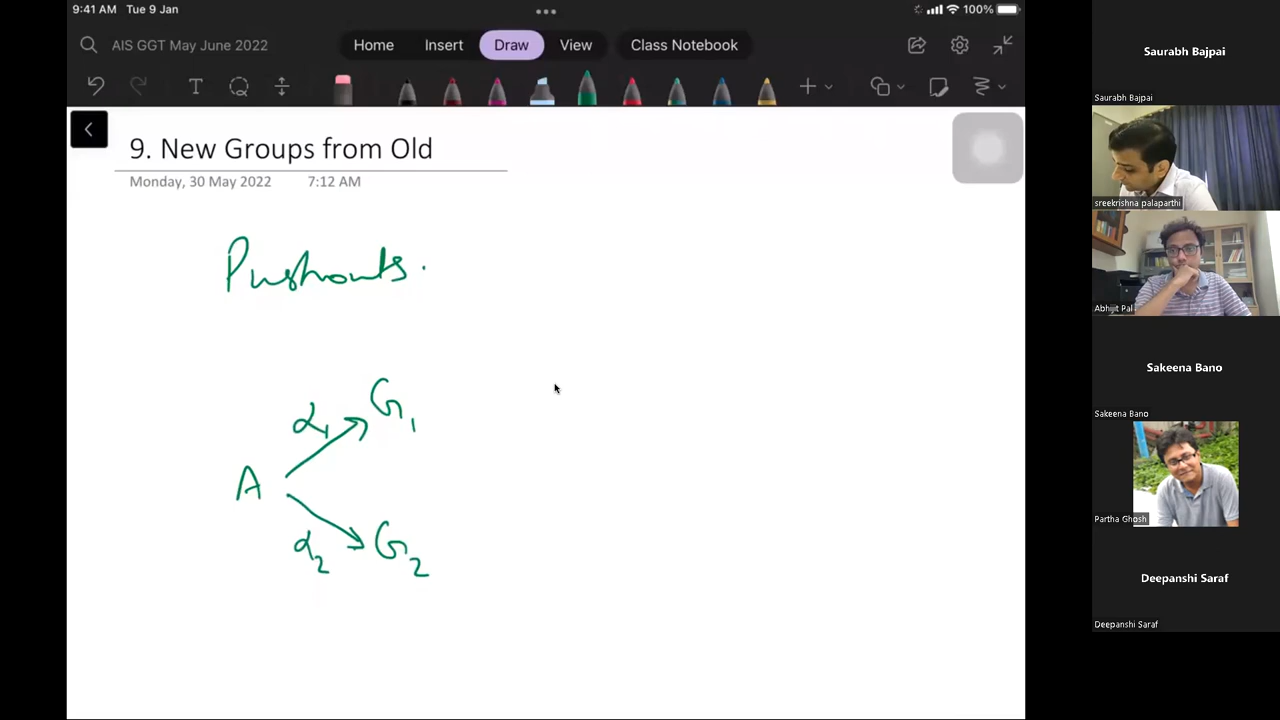 9:41 AM Tue 9 Jan
100%
AIS GGT May June 2022
Home Insert Draw View Class Notebook
T
9. New Groups from Old
Monday, 30 May 2022 7:12 AM
Pushouts.
α1 G1
A
α2 G2
Saurabh Bajpai
Saurabh Bajpai
sreekrishna palaparthi
Abhijit Pal
Sakeena Bano
Sakeena Bano
Partha Ghosh
Deepanshi Saraf
Deepanshi Saraf